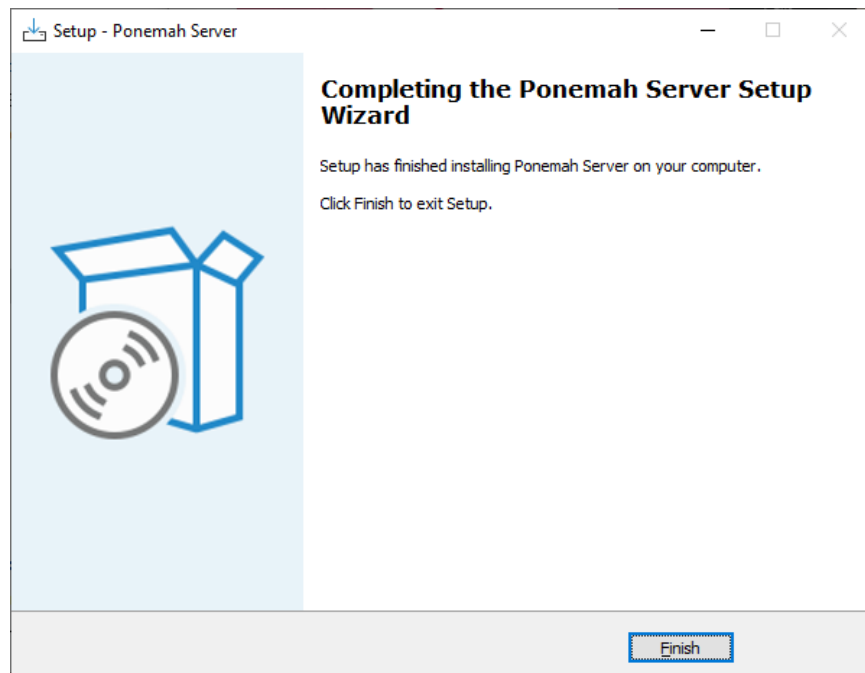 Setup - Ponemah Server
Completing the Ponemah Server Setup
Wizard
Setup has finished installing Ponemah Server on your computer.
Click Finish to exit Setup.
Finish